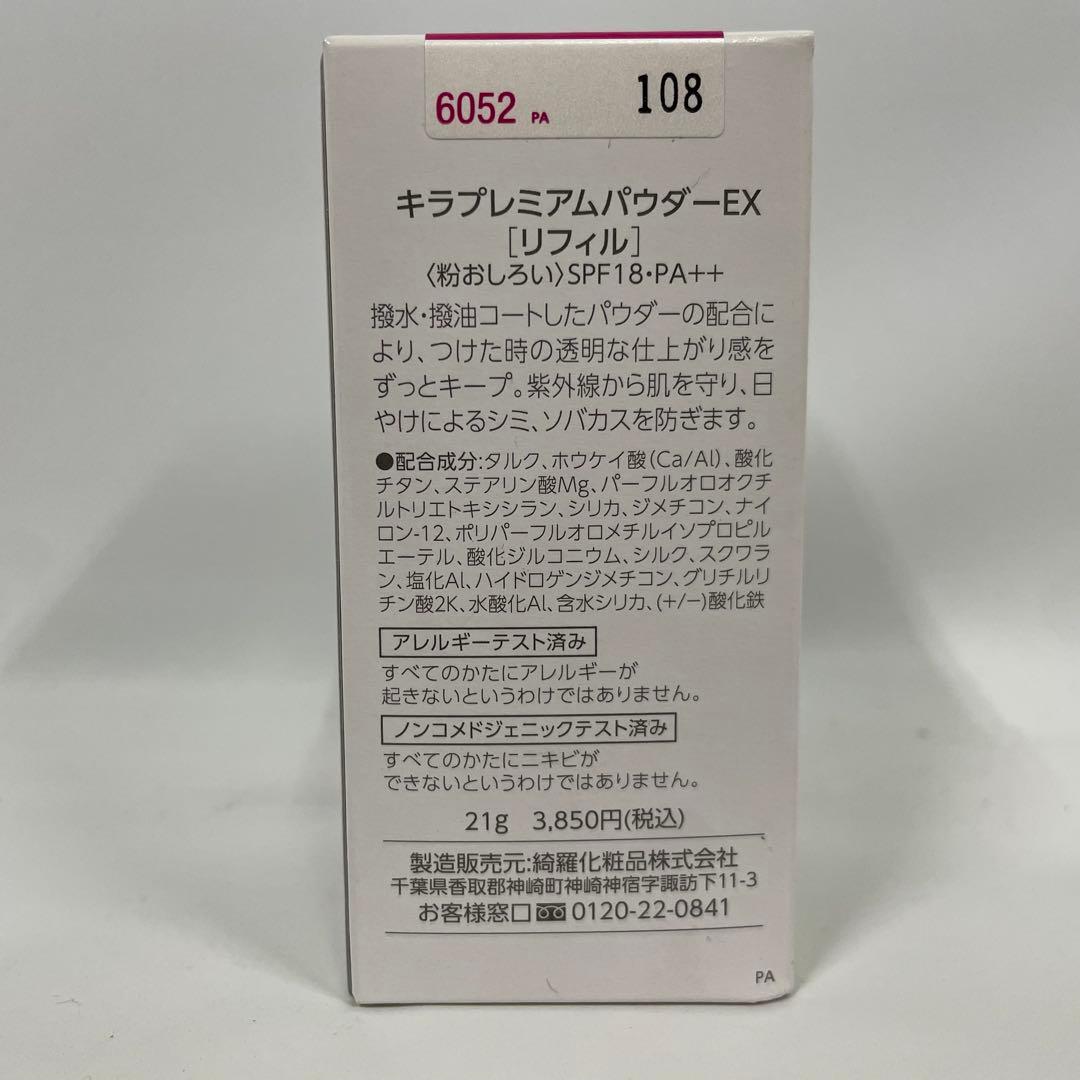 6052 PA 108
キラプレミアムパウダーEX
［リフィル］
〈粉おしろい〉SPF18・PA++
撥水・撥油コートしたパウダーの配合に
より、つけた時の透明な仕上がり感を
ずっとキープ。紫外線から肌を守り、日
やけによるシミ、ソバカスを防ぎます。
●配合成分:タルク、ホウケイ酸(Ca/Al)、酸化
チタン、ステアリン酸Mg、パーフルオロオクチ
ルトリエトキシシラン、シリカ、ジメチコン、ナイ
ロン-12、ポリパーフルオロメチルイソプロピル
エーテル、酸化ジルコニウム、シルク、スクワラ
ン、塩化Al、ハイドロゲンジメチコン、グリチルリ
チン酸2K、水酸化Al、含水シリカ、(+/−)酸化鉄
アレルギーテスト済み
すべてのかたにアレルギーが
起きないというわけではありません。
ノンコメドジェニックテスト済み
すべてのかたにニキビが
できないというわけではありません。
21g 3,850円(税込)
製造販売元:綺羅化粧品株式会社
千葉県香取郡神崎町神崎神宿字諏訪下11-3
お客様窓口 0120-22-0841
PA